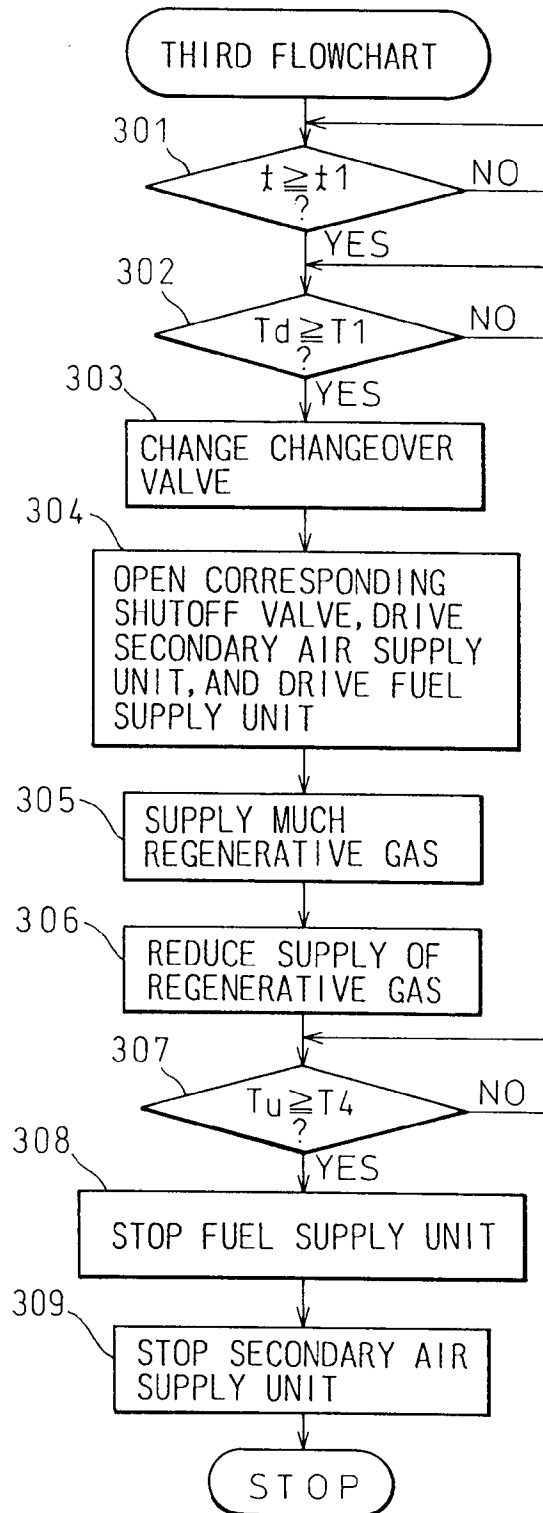 THIRD FLOWCHART
301
t ≧ t1
?
NO
YES
302
Td ≧ T1
?
NO
YES
303
CHANGE CHANGEOVER
VALVE
304
OPEN CORRESPONDING
SHUTOFF VALVE, DRIVE
SECONDARY AIR SUPPLY
UNIT, AND DRIVE FUEL
SUPPLY UNIT
305
SUPPLY MUCH
REGENERATIVE GAS
306
REDUCE SUPPLY OF
REGENERATIVE GAS
307
Tu ≧ T4
?
NO
YES
308
STOP FUEL SUPPLY UNIT
309
STOP SECONDARY AIR
SUPPLY UNIT
STOP